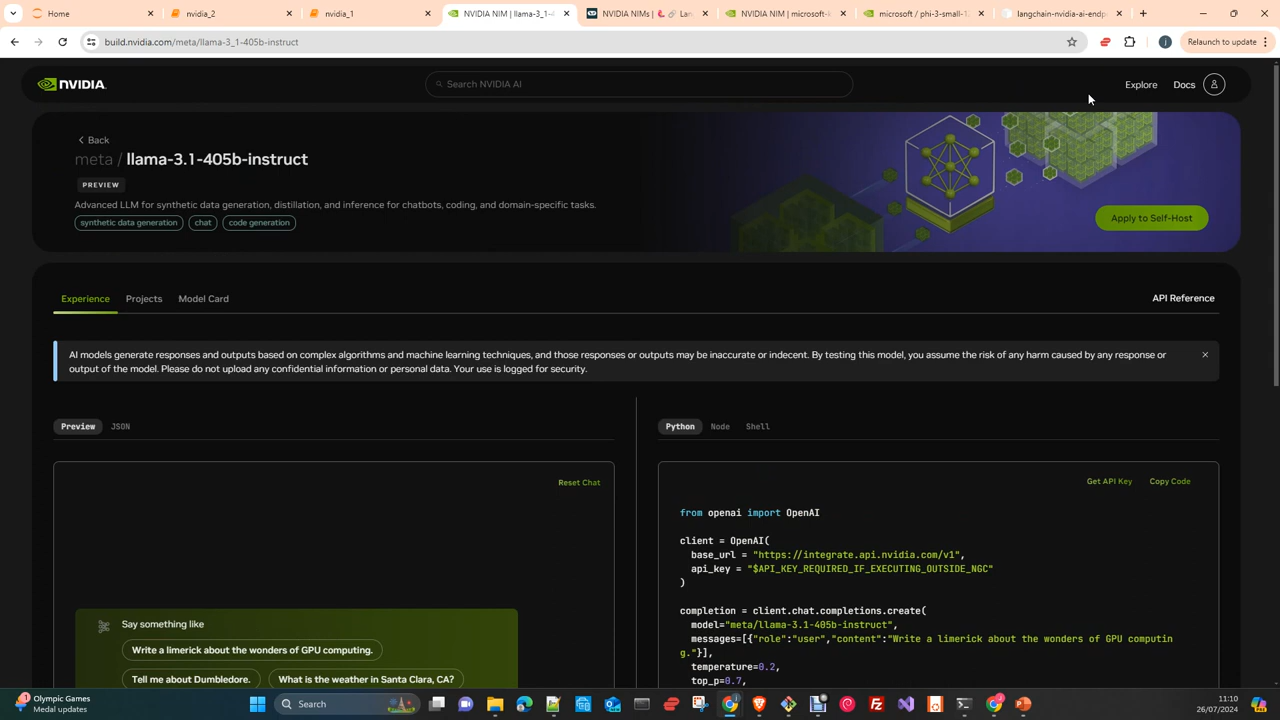 Home
nvidia_2
nvidia_1
NVIDIA NIM | llama-3_1-4
NVIDIA NIMs | Lan
NVIDIA NIM | microsoft-k
microsoft / phi-3-small-12
langchain-nvidia-ai-endp
build.nvidia.com/meta/llama-3_1-405b-instruct
Relaunch to update
NVIDIA
Search NVIDIA AI
Explore
Docs
Back
meta / llama-3.1-405b-instruct
PREVIEW
Advanced LLM for synthetic data generation, distillation, and inference for chatbots, coding, and domain-specific tasks.
synthetic data generation
chat
code generation
Apply to Self-Host
Experience
Projects
Model Card
API Reference
AI models generate responses and outputs based on complex algorithms and machine learning techniques, and those responses or outputs may be inaccurate or indecent. By testing this model, you assume the risk of any harm caused by any response or
output of the model. Please do not upload any confidential information or personal data. Your use is logged for security.
Preview
JSON
Reset Chat
Say something like
Write a limerick about the wonders of GPU computing.
Tell me about Dumbledore.
What is the weather in Santa Clara, CA?
Python
Node
Shell
Get API Key
Copy Code
from openai import OpenAI
client = OpenAI(
base_url = "https://integrate.api.nvidia.com/v1",
api_key = "$API_KEY_REQUIRED_IF_EXECUTING_OUTSIDE_NGC"
)
completion = client.chat.completions.create(
model="meta/llama-3.1-405b-instruct",
messages=[{"role":"user","content":"Write a limerick about the wonders of GPU computin
g."}],
temperature=0.2,
top_p=0.7,
1
Olympic Games
Medal updates
Search
11:10
26/07/2024